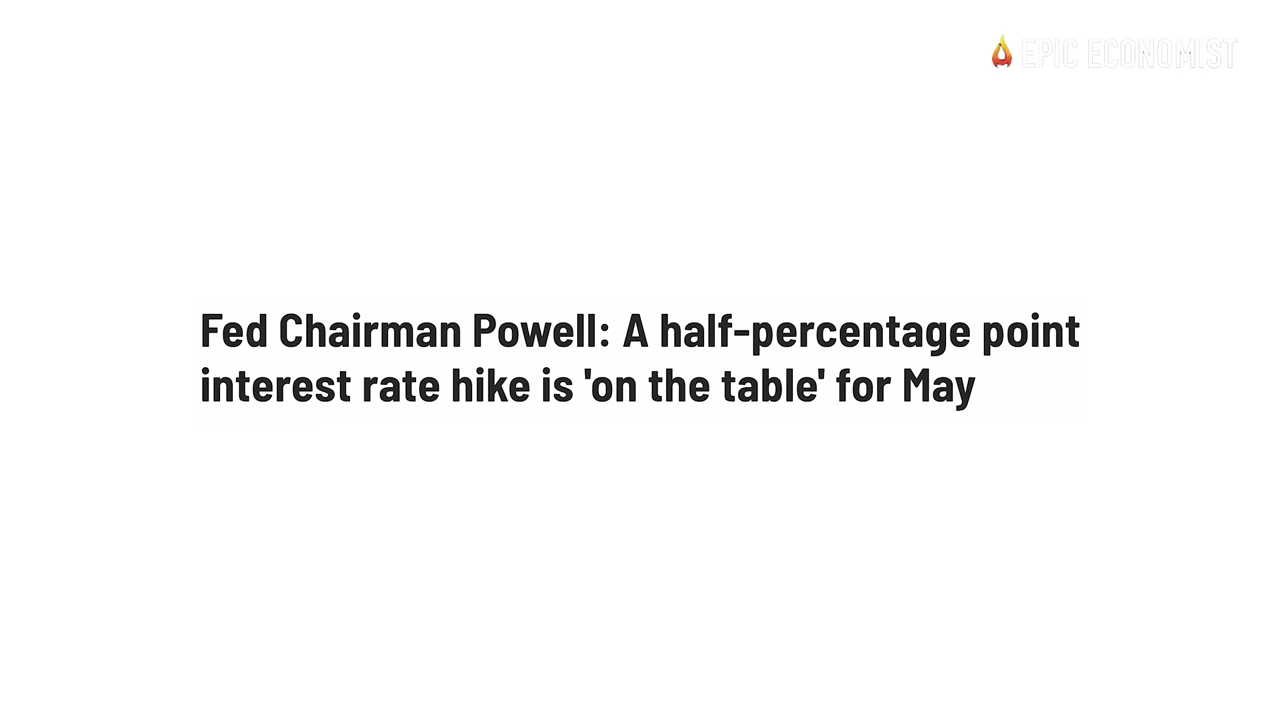 EPIC ECONOMIST
Fed Chairman Powell: A half-percentage point
interest rate hike is 'on the table' for May